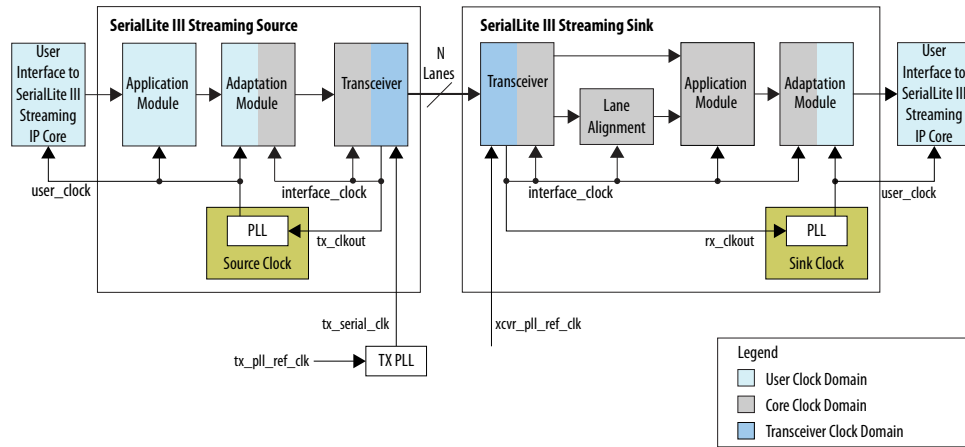 SerialLite III Streaming Source
SerialLite III Streaming Sink
User
Interface to
SerialLite III
Streaming
IP Core
Application
Module
Adaptation
Module
Transceiver
N
Lanes
Transceiver
Lane
Alignment
Application
Module
Adaptation
Module
User
Interface to
SerialLite III
Streaming
IP Core
user_clock
interface_clock
interface_clock
user_clock
PLL
Source Clock
tx_clkout
rx_clkout
PLL
Sink Clock
tx_serial_clk
xcvr_pll_ref_clk
tx_pll_ref_clk
TX PLL
Legend
User Clock Domain
Core Clock Domain
Transceiver Clock Domain